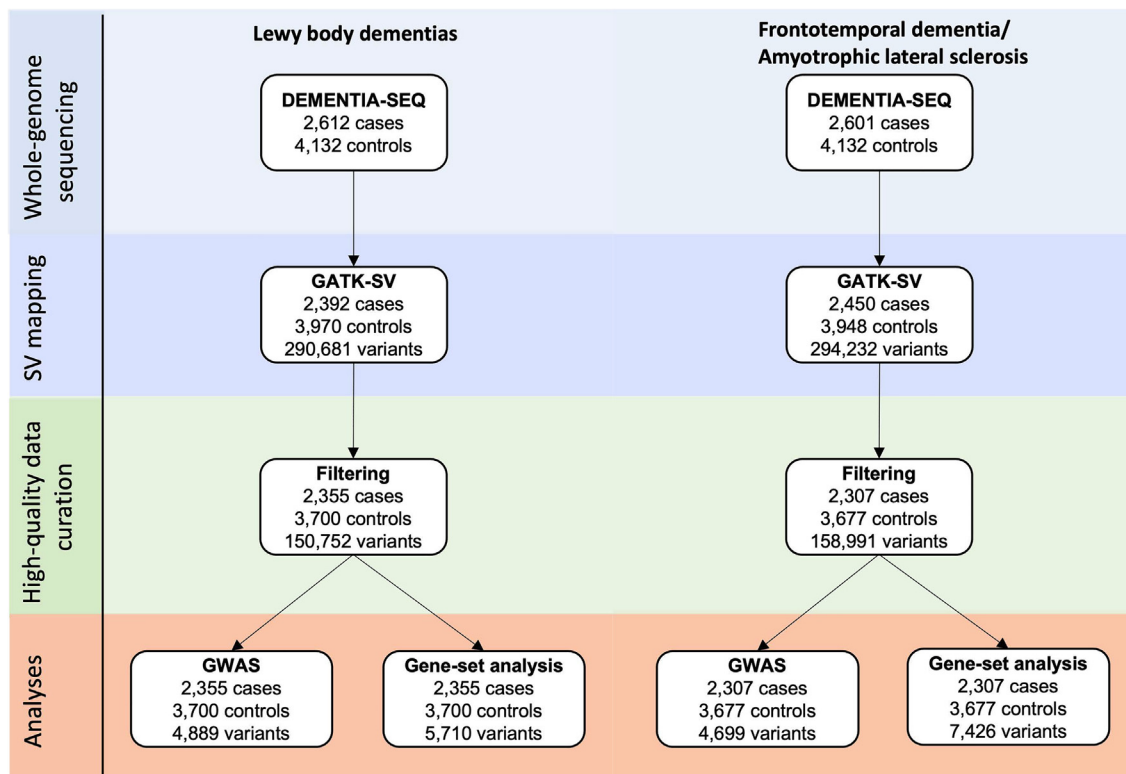 Lewy body dementias
Frontotemporal dementia/
Amyotrophic lateral sclerosis
Whole-genome
sequencing
DEMENTIA-SEQ
2,612 cases
4,132 controls
DEMENTIA-SEQ
2,601 cases
4,132 controls
SV mapping
GATK-SV
2,392 cases
3,970 controls
290,681 variants
GATK-SV
2,450 cases
3,948 controls
294,232 variants
High-quality data
curation
Filtering
2,355 cases
3,700 controls
150,752 variants
Filtering
2,307 cases
3,677 controls
158,991 variants
Analyses
GWAS
2,355 cases
3,700 controls
4,889 variants
Gene-set analysis
2,355 cases
3,700 controls
5,710 variants
GWAS
2,307 cases
3,677 controls
4,699 variants
Gene-set analysis
2,307 cases
3,677 controls
7,426 variants